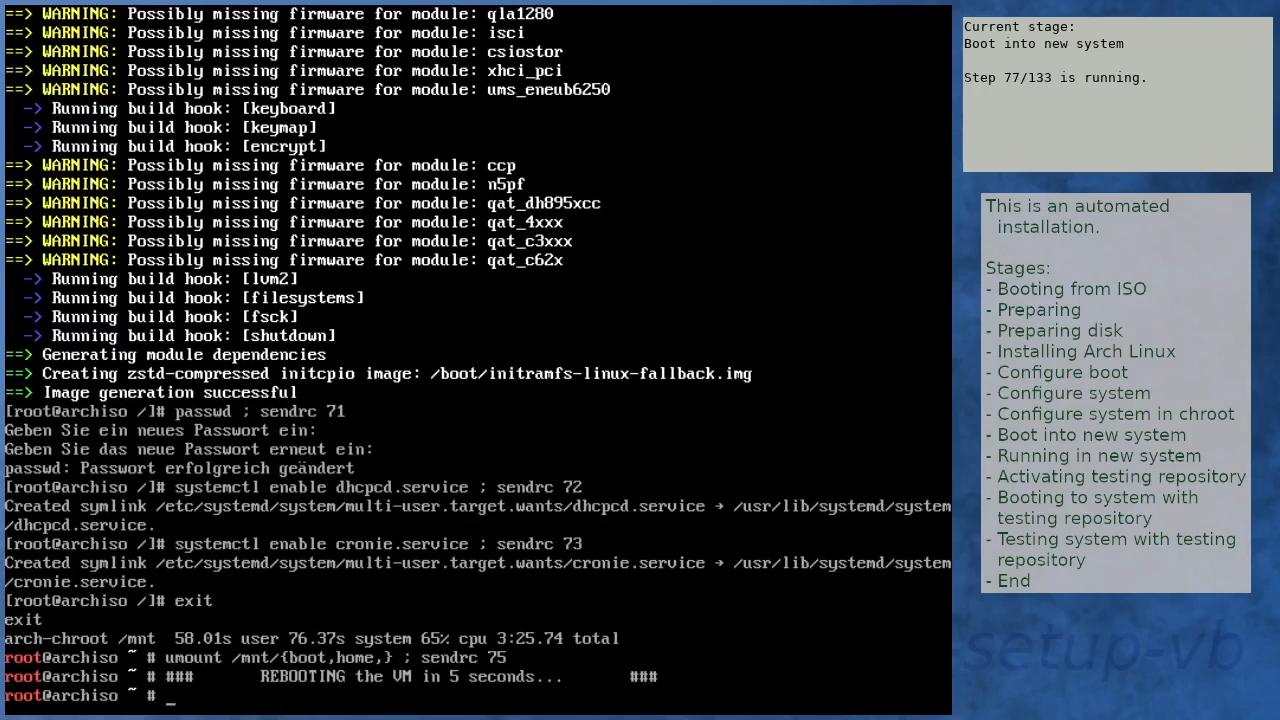 ==> WARNING: Possibly missing firmware for module: qla1280
==> WARNING: Possibly missing firmware for module: isci
==> WARNING: Possibly missing firmware for module: csiostor
==> WARNING: Possibly missing firmware for module: xhci_pci
==> WARNING: Possibly missing firmware for module: ums_eneub6250
  -> Running build hook: [keyboard]
  -> Running build hook: [keymap]
  -> Running build hook: [encrypt]
==> WARNING: Possibly missing firmware for module: ccp
==> WARNING: Possibly missing firmware for module: n5pf
==> WARNING: Possibly missing firmware for module: qat_dh895xcc
==> WARNING: Possibly missing firmware for module: qat_4xxx
==> WARNING: Possibly missing firmware for module: qat_c3xxx
==> WARNING: Possibly missing firmware for module: qat_c62x
  -> Running build hook: [lvm2]
  -> Running build hook: [filesystems]
  -> Running build hook: [fsck]
  -> Running build hook: [shutdown]
==> Generating module dependencies
==> Creating zstd-compressed initcpio image: /boot/initramfs-linux-fallback.img
==> Image generation successful
[root@archiso /]# passwd ; sendrc 71
Geben Sie ein neues Passwort ein:
Geben Sie das neue Passwort erneut ein:
passwd: Passwort erfolgreich geändert
[root@archiso /]# systemctl enable dhcpcd.service ; sendrc 72
Created symlink /etc/systemd/system/multi-user.target.wants/dhcpcd.service → /usr/lib/systemd/system
/dhcpcd.service.
[root@archiso /]# systemctl enable cronie.service ; sendrc 73
Created symlink /etc/systemd/system/multi-user.target.wants/cronie.service → /usr/lib/systemd/system
/cronie.service.
[root@archiso /]# exit
exit
arch-chroot /mnt  58.01s user 76.37s system 65% cpu 3:25.74 total
root@archiso ~ # umount /mnt/{boot,home,} ; sendrc 75
root@archiso ~ # ###       REBOOTING the VM in 5 seconds...       ###
root@archiso ~ # _
Current stage:
Boot into new system
Step 77/133 is running.
This is an automated
installation.
Stages:
- Booting from ISO
- Preparing
- Preparing disk
- Installing Arch Linux
- Configure boot
- Configure system
- Configure system in chroot
- Boot into new system
- Running in new system
- Activating testing repository
- Booting to system with
testing repository
- Testing system with testing
repository
- End
-setup-vb